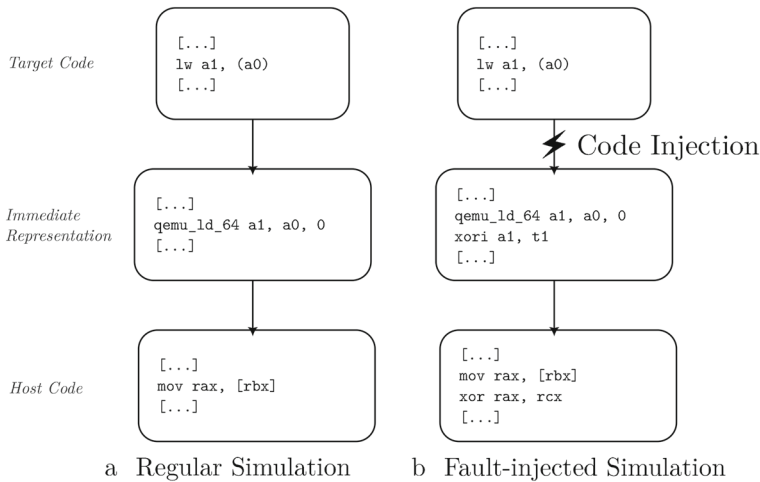 Target Code
[...]
lw a1, (a0)
[...]
[...]
lw a1, (a0)
[...]
Code Injection
Immediate
Representation
[...]
qemu_ld_64 a1, a0, 0
[...]
[...]
qemu_ld_64 a1, a0, 0
xori a1, t1
[...]
Host Code
[...]
mov rax, [rbx]
[...]
[...]
mov rax, [rbx]
xor rax, rcx
[...]
a Regular Simulation
b Fault-injected Simulation